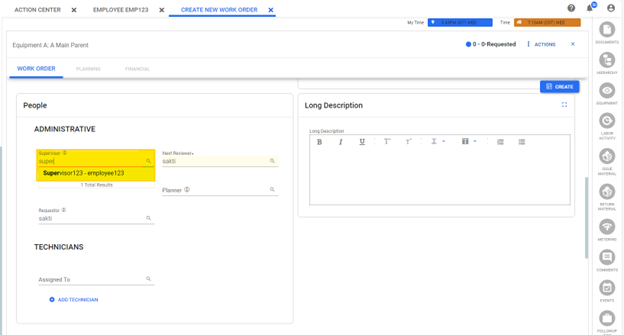 ACTION CENTER
EMPLOYEE EMP123
CREATE NEW WORK ORDER
My Time
Time
Equipment A: A Main Parent
0 - 0-Requested
ACTIONS
WORK ORDER
PLANNING
FINANCIAL
CREATE
People
ADMINISTRATIVE
Supervisor
super
Supervisor123 - employee123
1 Total Results
Next Reviewer
sakti
Planner
Requestor
sakti
TECHNICIANS
Assigned To
ADD TECHNICIAN
Long Description
Long Description
B I U
DOCUMENTS
HIERARCHY
EQUIPMENT
LABOR
ACTIVITY
ISSUE
MATERIAL
RETURN
MATERIAL
METERING
COMMENTS
EVENTS
FOLLOWUP